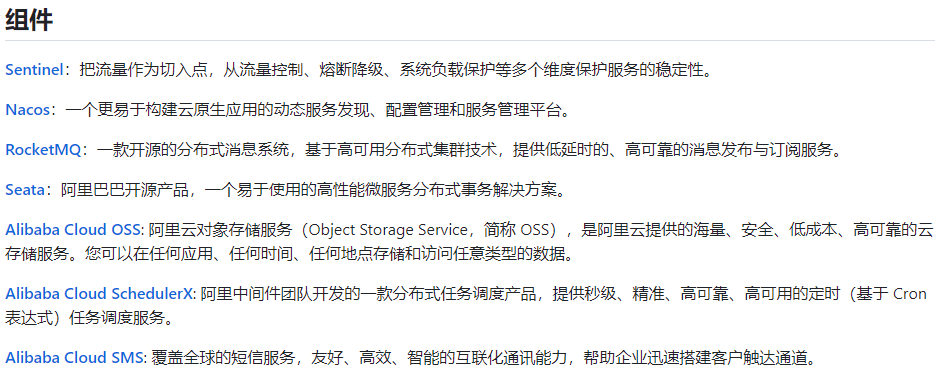 组件
Sentinel：把流量作为切入点，从流量控制、熔断降级、系统负载保护等多个维度保护服务的稳定性。
Nacos：一个更易于构建云原生应用的动态服务发现、配置管理和服务管理平台。
RocketMQ：一款开源的分布式消息系统，基于高可用分布式集群技术，提供低延时的、高可靠的消息发布与订阅服务。
Seata：阿里巴巴开源产品，一个易于使用的高性能微服务分布式事务解决方案。
Alibaba Cloud OSS: 阿里云对象存储服务（Object Storage Service，简称 OSS），是阿里云提供的海量、安全、低成本、高可靠的云
存储服务。您可以在任何应用、任何时间、任何地点存储和访问任意类型的数据。
Alibaba Cloud SchedulerX: 阿里中间件团队开发的一款分布式任务调度产品，提供秒级、精准、高可靠、高可用的定时（基于 Cron
表达式）任务调度服务。
Alibaba Cloud SMS: 覆盖全球的短信服务，友好、高效、智能的互联化通讯能力，帮助企业迅速搭建客户触达通道。